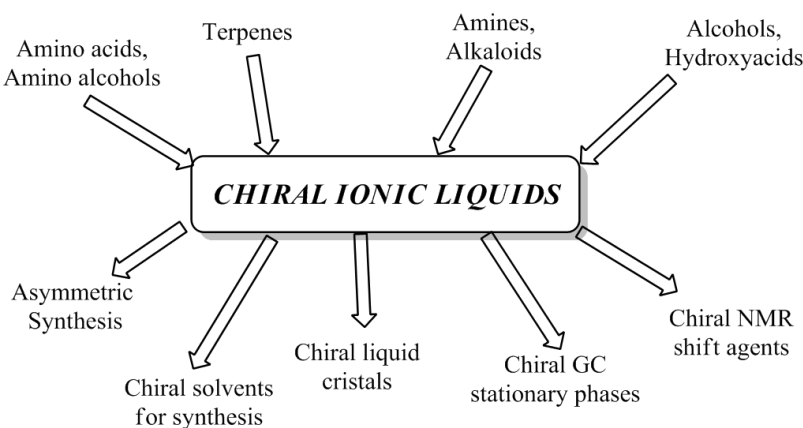 Amino acids,
Amino alcohols
Terpenes
Amines,
Alkaloids
Alcohols,
Hydroxyacids
CHIRAL IONIC LIQUIDS
Asymmetric
Synthesis
Chiral solvents
for synthesis
Chiral liquid
cristals
Chiral GC
stationary phases
Chiral NMR
shift agents